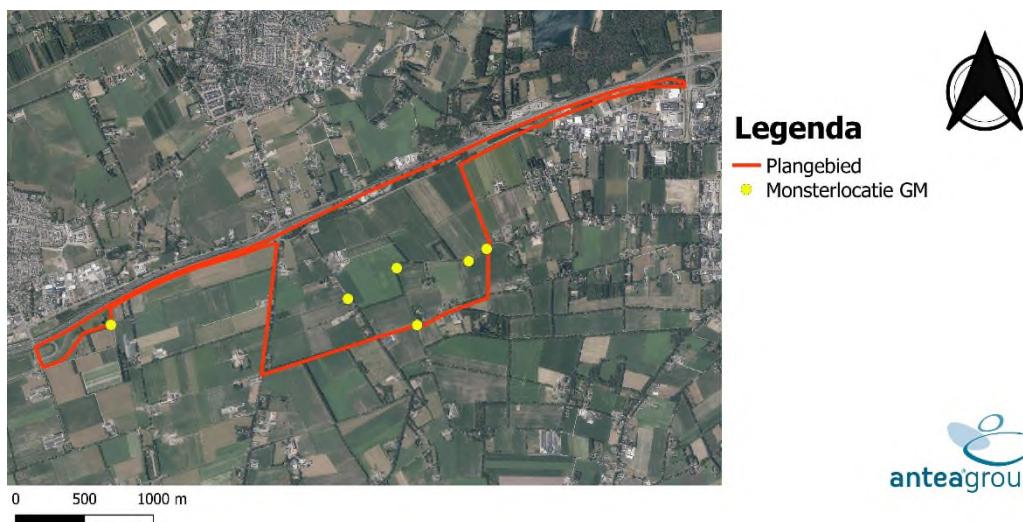 Legenda
Plangebied
Monsterlocatie GM
anteagrou
0 500 1000 m